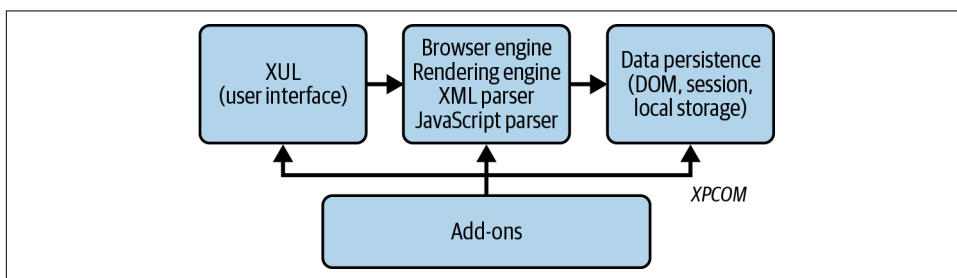 XUL
(user interface)
Browser engine
Rendering engine
XML parser
JavaScript parser
Data persistence
(DOM, session,
local storage)
XPCOM
Add-ons